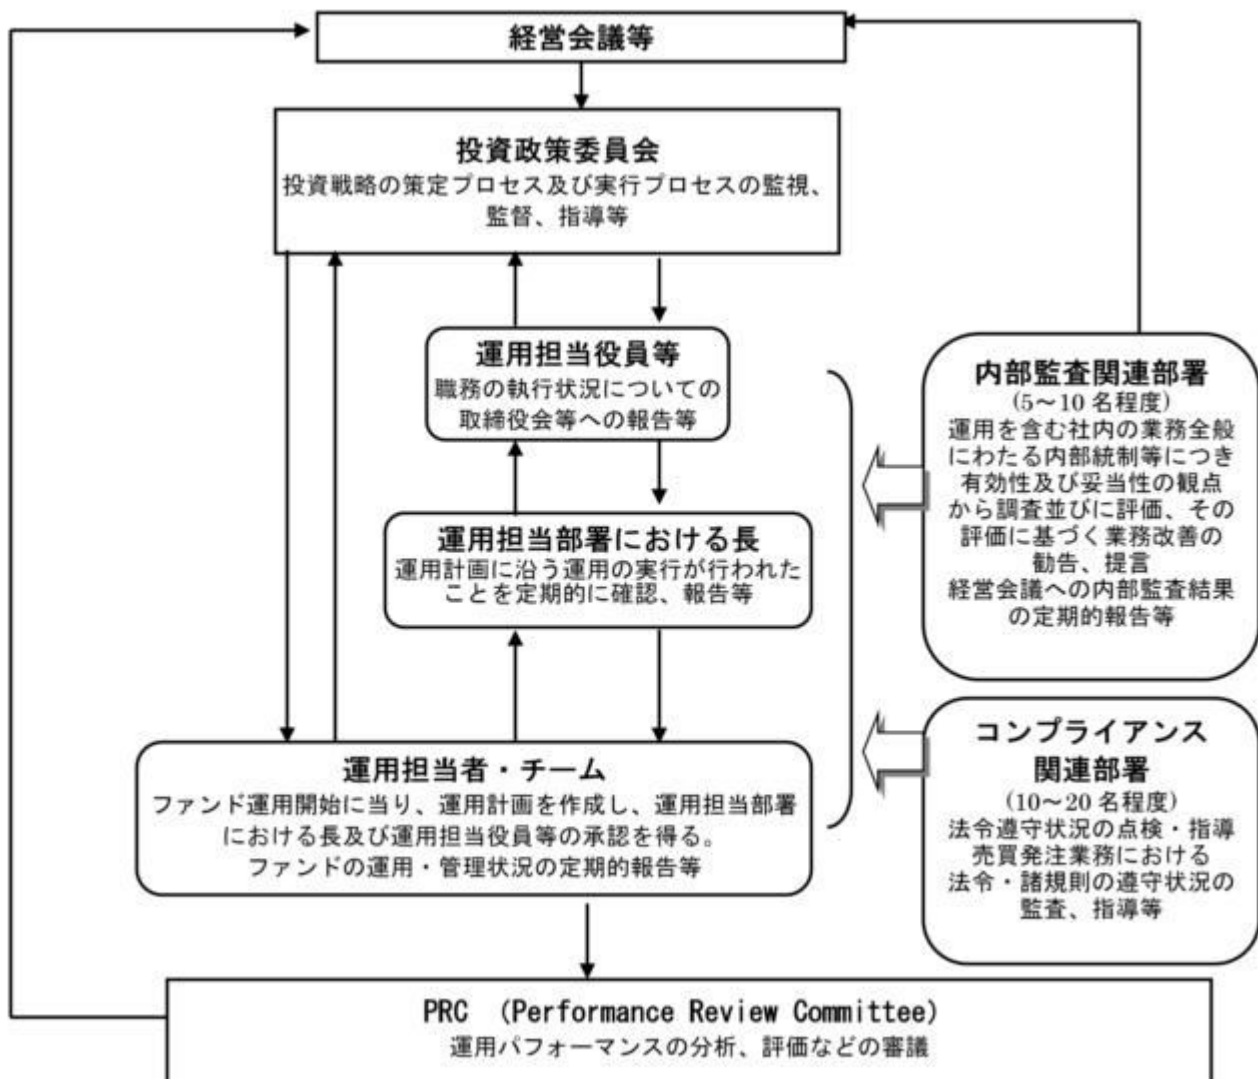 経営会議等
投資政策委員会
投資戦略の策定プロセス及び実行プロセスの監視、
監督、指導等
運用担当役員等
職務の執行状況についての
取締役会等への報告等
運用担当部署における長
運用計画に沿う運用の実行が行われた
ことを定期的に確認、報告等
運用担当者・チーム
ファンド運用開始に当り、運用計画を作成し、運用担当部署
における長及び運用担当役員等の承認を得る。
ファンドの運用・管理状況の定期的報告等
内部監査関連部署
(5～10 名程度)
運用を含む社内の業務全般
にわたる内部統制等につき
有効性及び妥当性の観点
から調査並びに評価、その
評価に基づく業務改善の
勧告、提言
経営会議への内部監査結果
の定期的報告等
コンプライアンス
関連部署
(10～20 名程度)
法令遵守状況の点検・指導
売買発注業務における
法令・諸規則の遵守状況の
監査、指導等
PRC （Performance Review Committee)
運用パフォーマンスの分析、評価などの審議